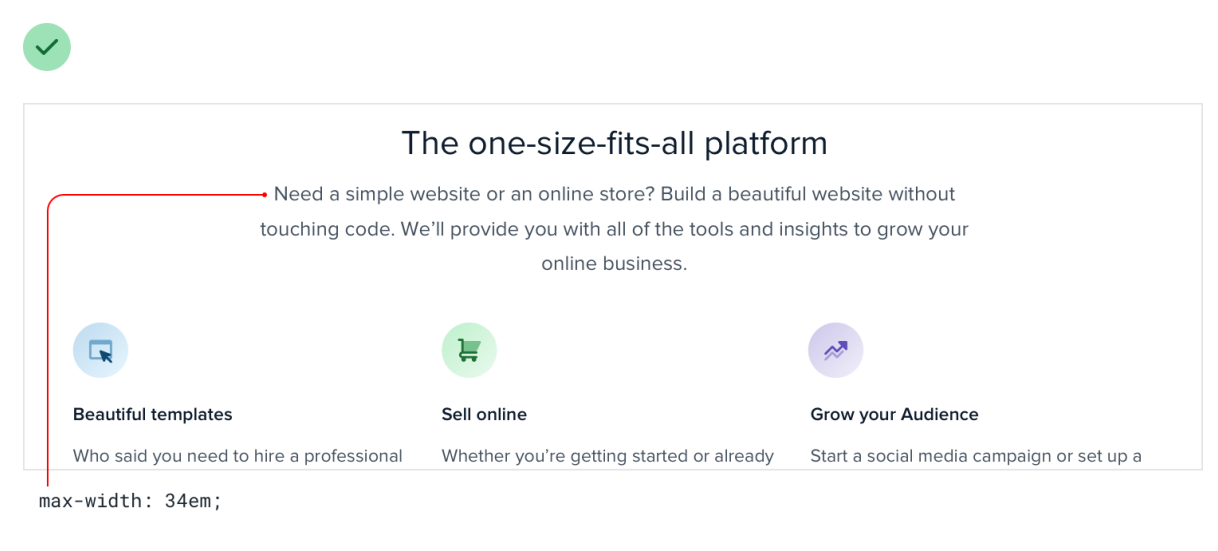 The one-size-fits-all platform
Need a simple website or an online store? Build a beautiful website without
touching code. We’ll provide you with all of the tools and insights to grow your
online business.
Beautiful templates
Who said you need to hire a professional
Sell online
Whether you’re getting started or already
Grow your Audience
Start a social media campaign or set up a
max-width: 34em;